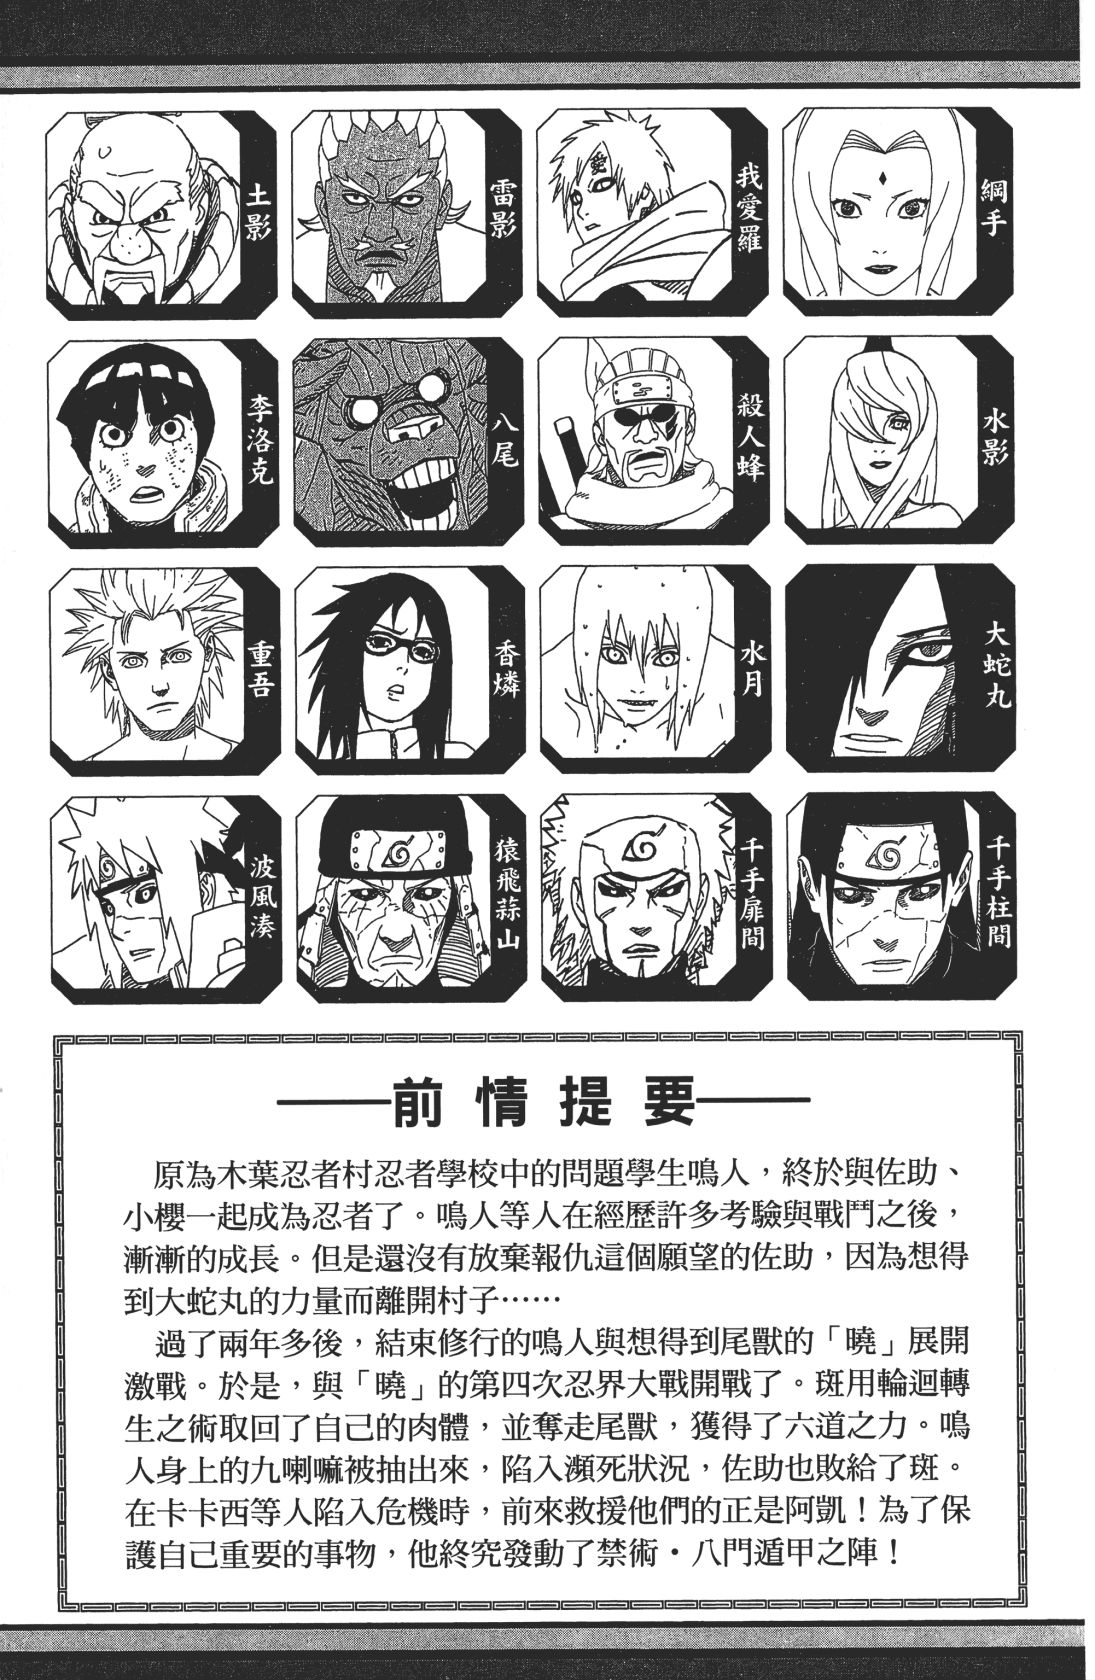 綱手
我愛羅
雷影
土影
水影
殺人蜂
八尾
李洛克
大蛇丸
水月
香燐
重吾
千手柱間
千手扉間
猿飛蒜山
波風湊
前情提要
原為木葉忍者村忍者學校中的問題學生鳴人，終於與佐助、
小櫻一起成為忍者了。鳴人等人在經歷許多考驗與戰鬥之後，
漸漸的成長。但是還沒有放棄報仇這個願望的佐助，因為想得
到大蛇丸的力量而離開村子……
過了兩年多後，結束修行的鳴人與想得到尾獸的「曉」展開
激戰。於是，與「曉」的第四次忍界大戰開戰了。斑用輪迴轉
生之術取回了自己的肉體，並奪走尾獸，獲得了六道之力。鳴
人身上的九喇嘛被抽出來，陷入瀕死狀況，佐助也敗給了斑。
在卡卡西等人陷入危機時，前來救援他們的正是阿凱！為了保
護自己重要的事物，他終究發動了禁術・八門遁甲之陣！